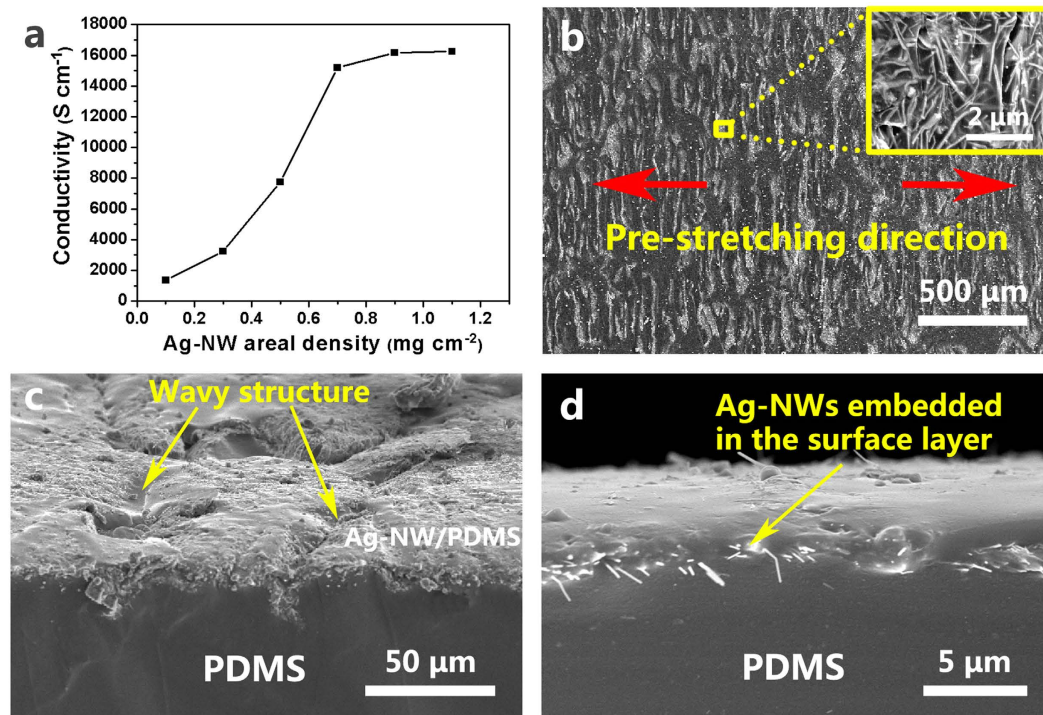 a
18000
16000
14000
12000
10000
8000
6000
4000
2000
0
Conductivity (S cm⁻¹)
0.0 0.2 0.4 0.6 0.8 1.0 1.2
Ag-NW areal density (mg cm⁻²)
b
2 µm
Pre-stretching direction
500 µm
c
Wavy structure
Ag-NW/PDMS
PDMS
50 µm
d
Ag-NWs embedded
in the surface layer
PDMS
5 µm